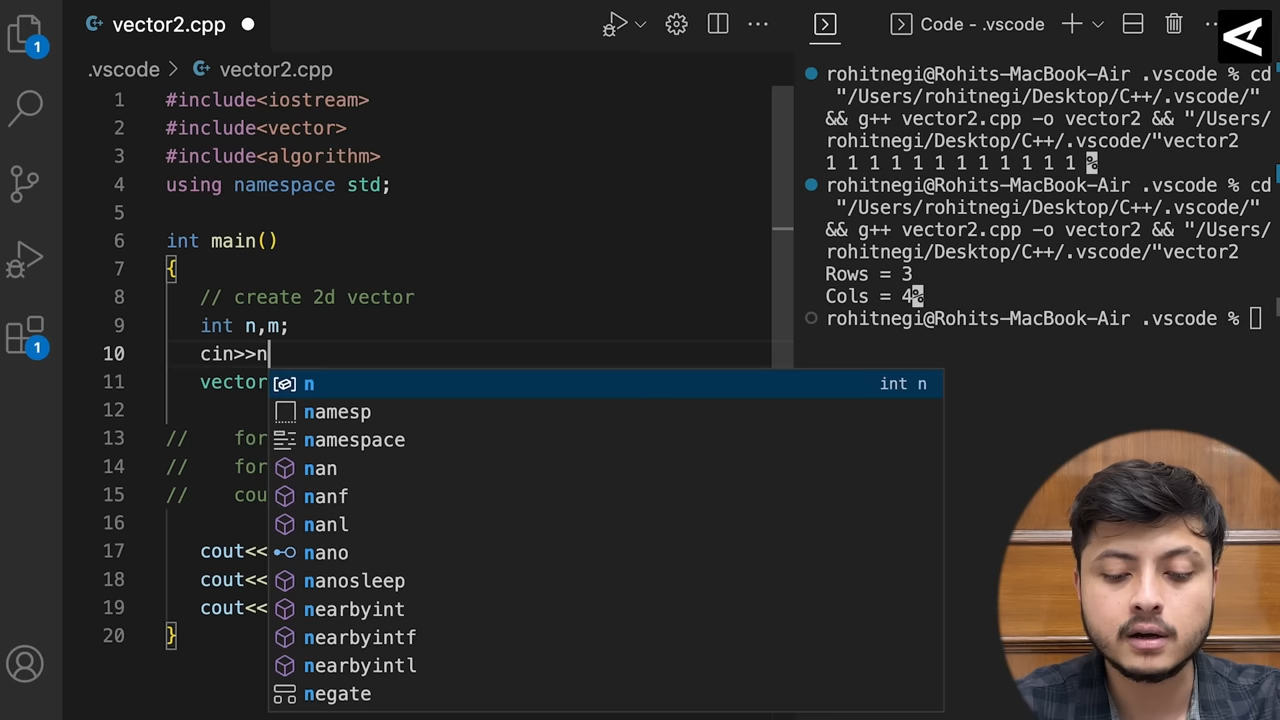 vector2.cpp
Code - .vscode
.vscode > vector2.cpp
1 #include<iostream>
2 #include<vector>
3 #include<algorithm>
4 using namespace std;
5
6 int main()
7 {
8 // create 2d vector
9 int n,m;
10 cin>>n
11 vector
12
13 // for
14 // for
15 // cou
16
17 cout<<
18 cout<<
19 cout<<
20 }
n int n
namesp
namespace
nan
nanf
nanl
nano
nanosleep
nearbyint
nearbyintf
nearbyintl
negate
rohitnegi@Rohits-MacBook-Air .vscode % cd
"/Users/rohitnegi/Desktop/C++/.vscode/"
&& g++ vector2.cpp -o vector2 && "/Users/
rohitnegi/Desktop/C++/.vscode/"vector2
1 1 1 1 1 1 1 1 1 1 1 %
rohitnegi@Rohits-MacBook-Air .vscode % cd
"/Users/rohitnegi/Desktop/C++/.vscode/"
&& g++ vector2.cpp -o vector2 && "/Users/
rohitnegi/Desktop/C++/.vscode/"vector2
Rows = 3
Cols = 4%
rohitnegi@Rohits-MacBook-Air .vscode %
1
1